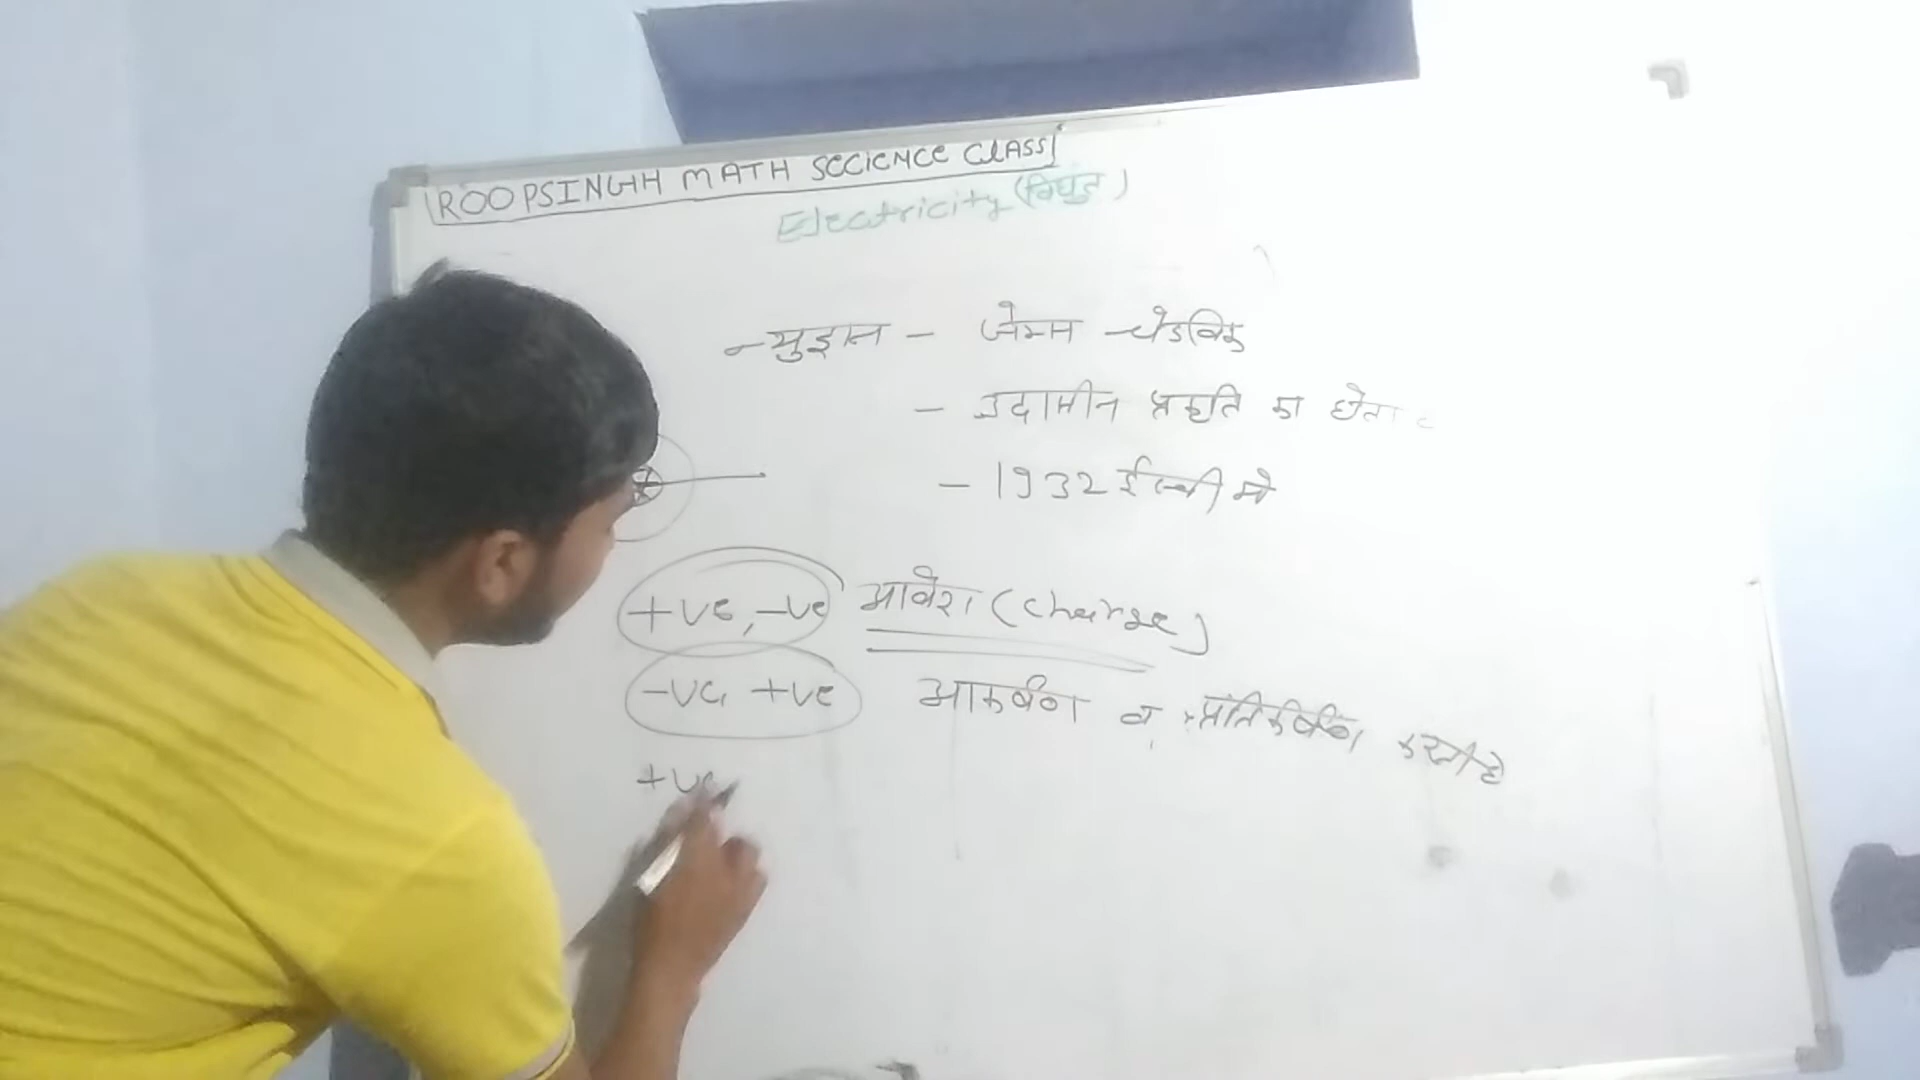 ROOPSINGH MATH SCCIENCE CLASS
Electricity (विधुत)
न्युट्रान - जेम्स चेडविक
- उदासीन प्रकृति का होता
- 1932 ईस्वी मे
+ve, -ve आवेश (charge)
-ve, +ve आकर्षण व प्रतिकर्षण करती है
+ve